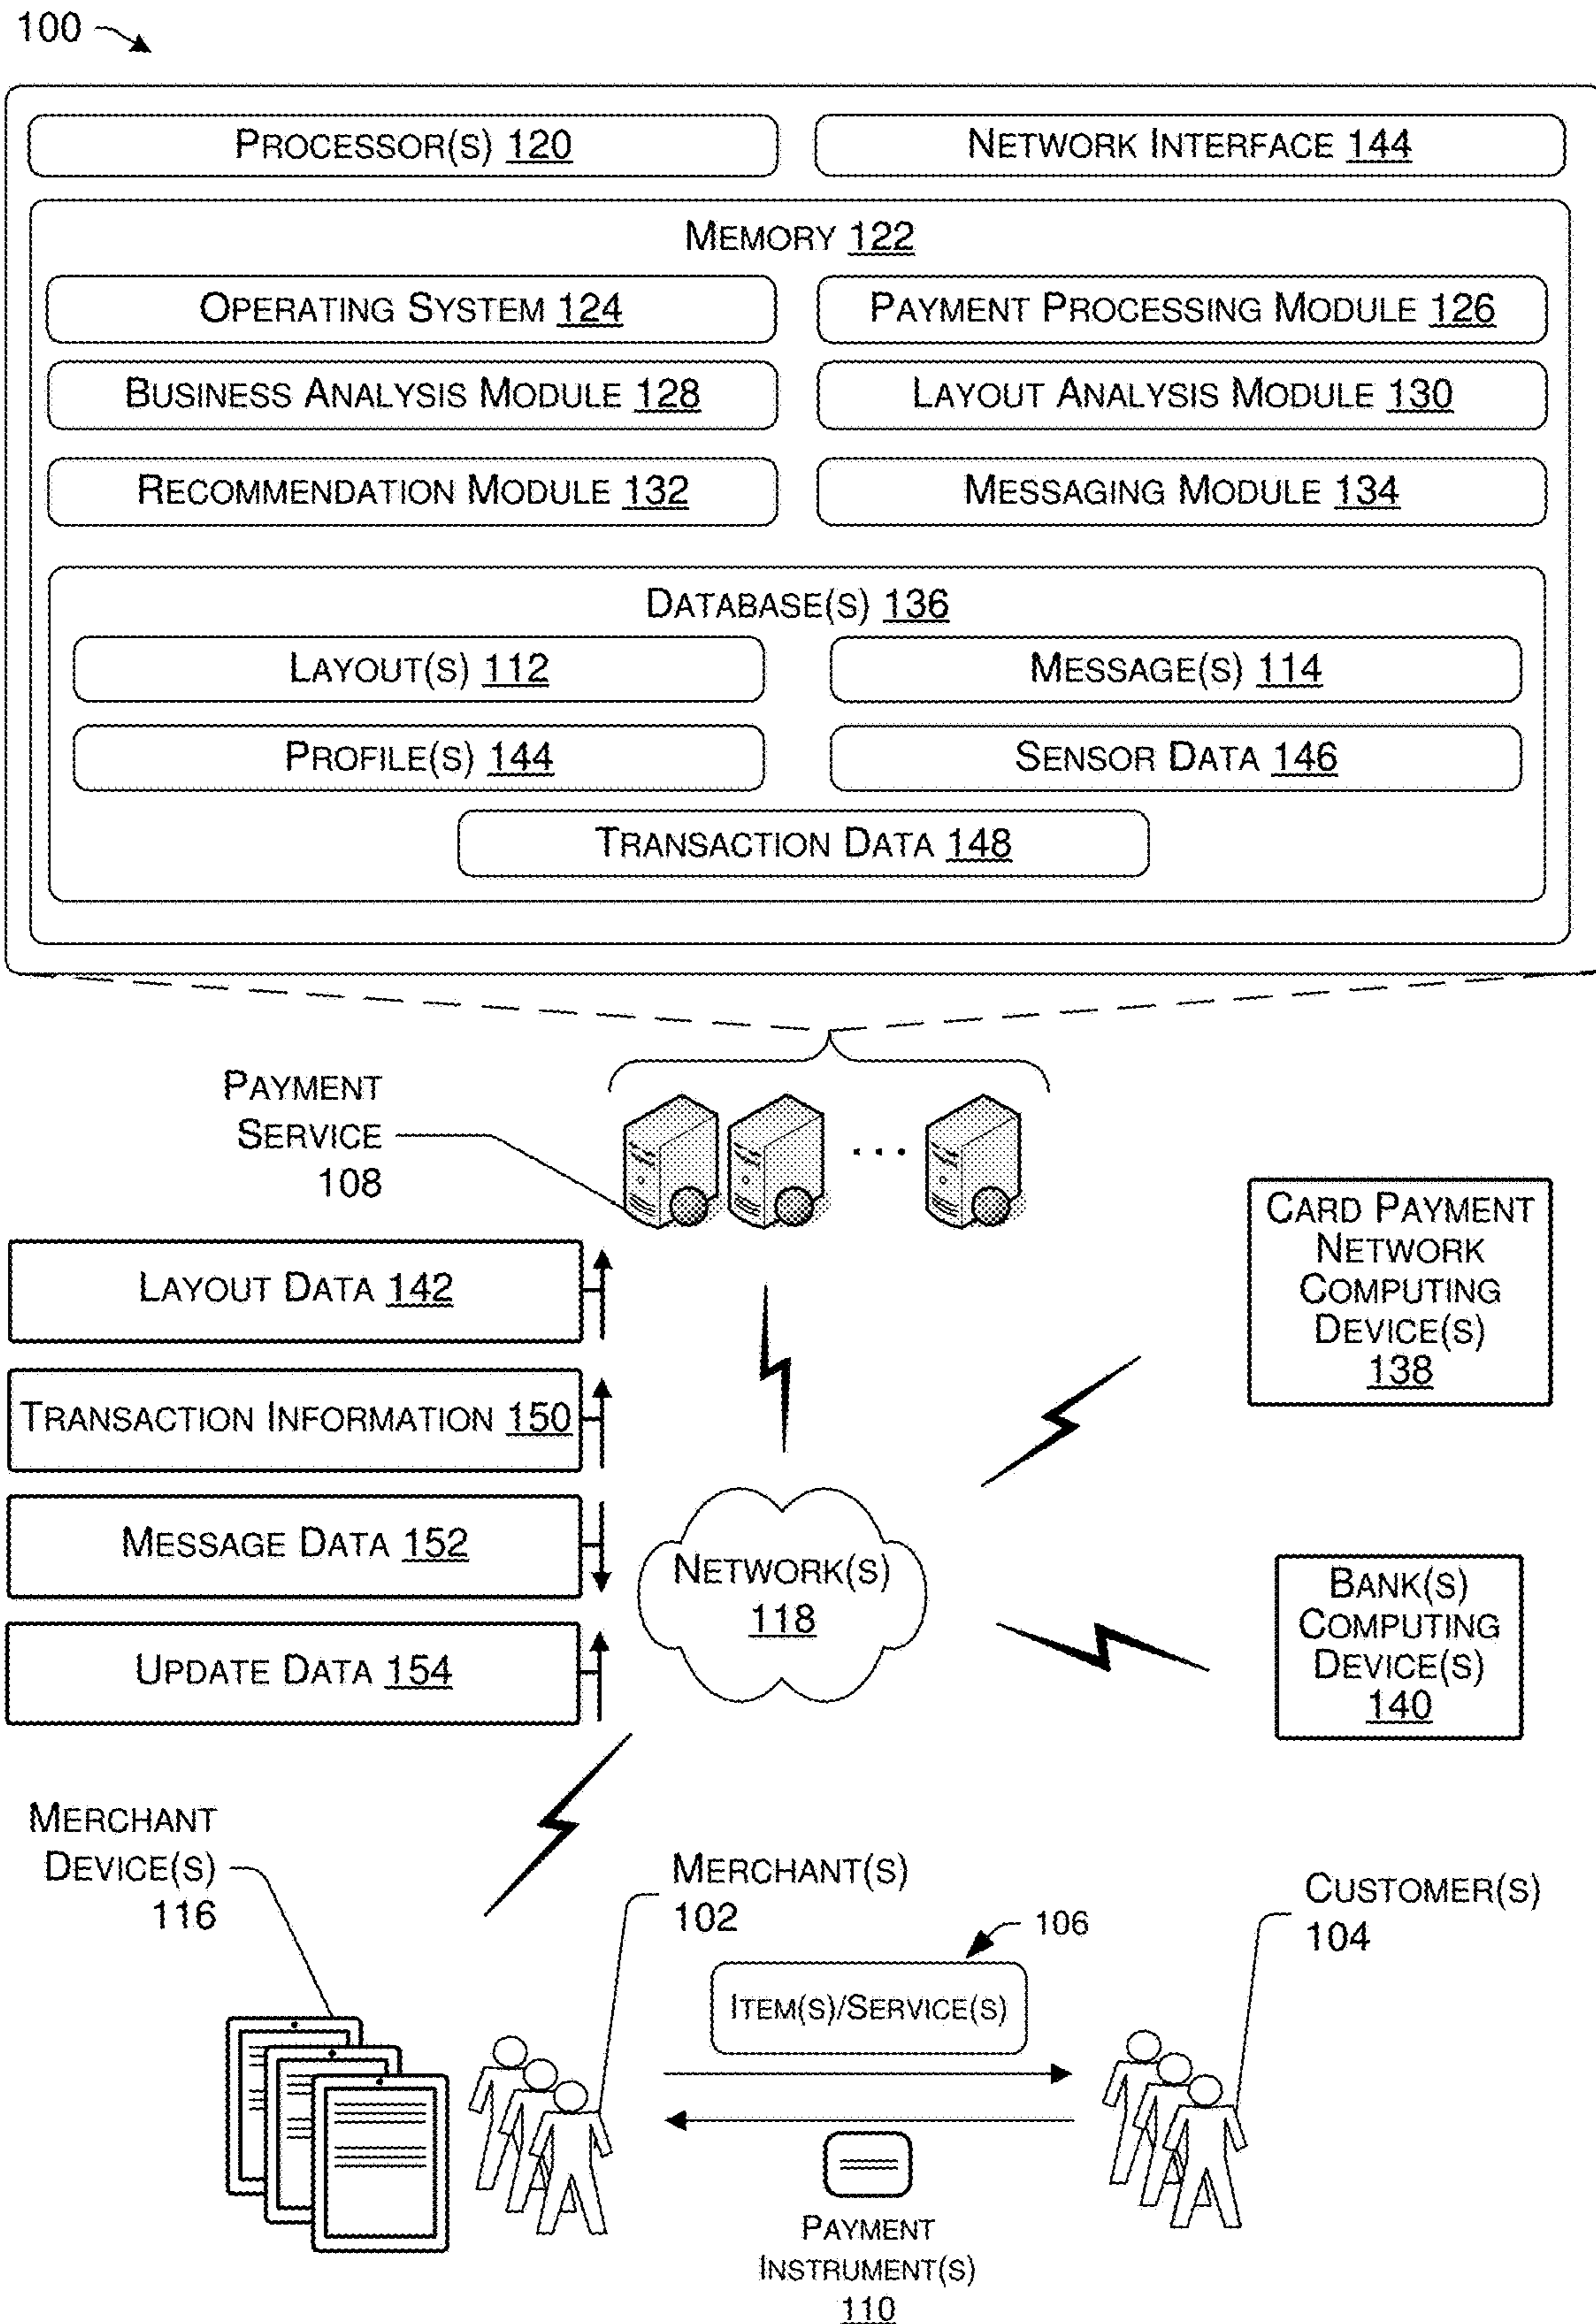 100
PROCESSOR(S) 120
NETWORK INTERFACE 144
MEMORY 122
OPERATING SYSTEM 124
PAYMENT PROCESSING MODULE 126
BUSINESS ANALYSIS MODULE 128
LAYOUT ANALYSIS MODULE 130
RECOMMENDATION MODULE 132
MESSAGING MODULE 134
DATABASE(S) 136
LAYOUT(S) 112
MESSAGE(S) 114
PROFILE(S) 144
SENSOR DATA 146
TRANSACTION DATA 148
PAYMENT
SERVICE
108
CARD PAYMENT
NETWORK
COMPUTING
DEVICE(S)
138
LAYOUT DATA 142
TRANSACTION INFORMATION 150
MESSAGE DATA 152
UPDATE DATA 154
NETWORK(S)
118
BANK(S)
COMPUTING
DEVICE(S)
140
MERCHANT
DEVICE(S)
116
MERCHANT(S)
102
106
ITEM(S)/SERVICE(S)
CUSTOMER(S)
104
PAYMENT
INSTRUMENT(S)
110